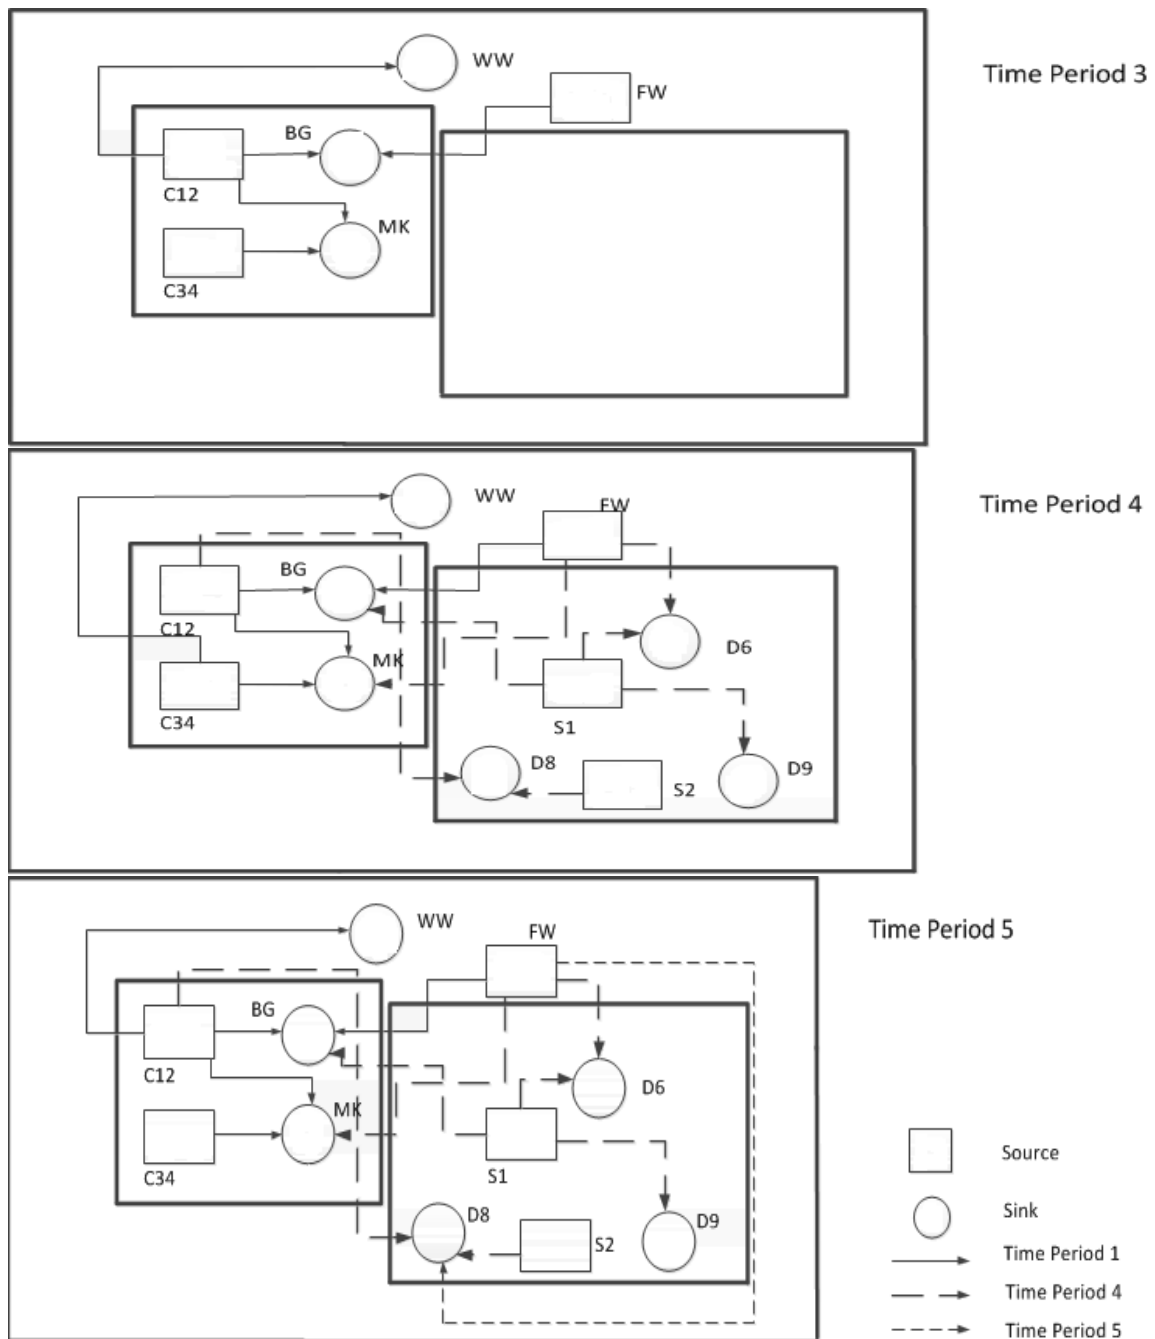 WW
Time Period 3
FW
BG
C12
MK
C34
WW
Time Period 4
FW
BG
C12
D6
MK
C34
S1
D8
D9
S2
WW
FW
Time Period 5
BG
C12
D6
MK
C34
S1
Source
D8
D9
S2
Sink
Time Period 1
Time Period 4
Time Period 5